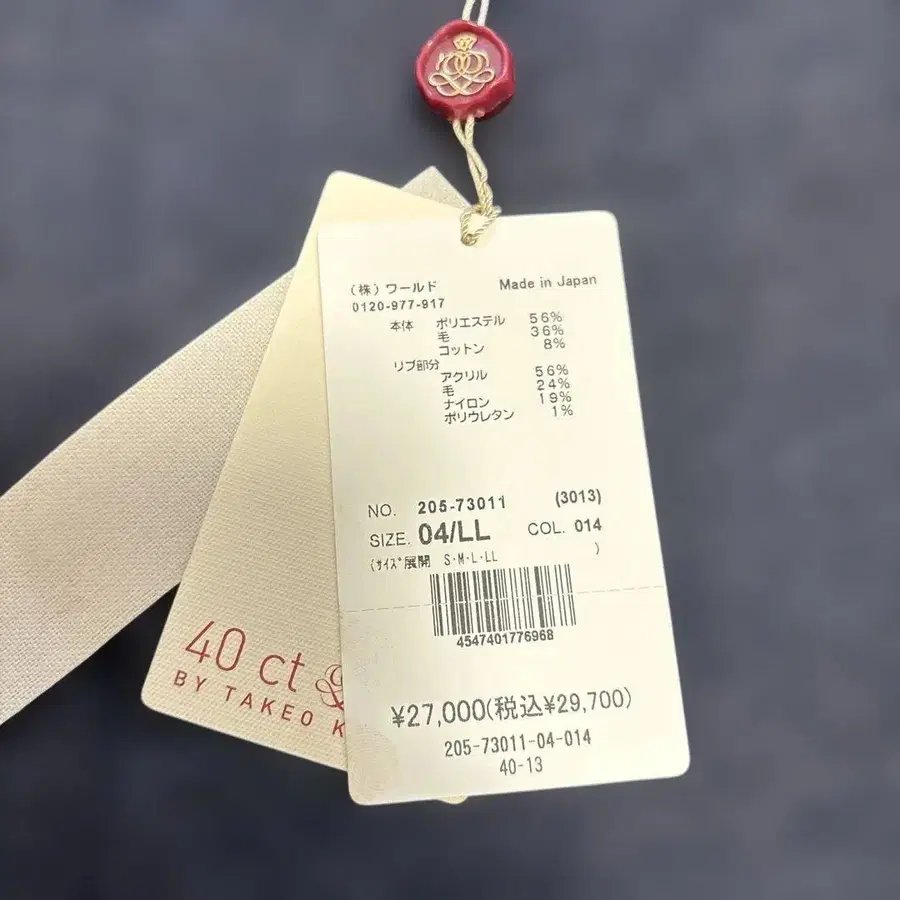 (株)ワールド Made in Japan
0120-977-917
本体 ポリエステル 56%
毛 36%
コットン 8%
リブ部分
アクリル 56%
毛 24%
ナイロン 19%
ポリウレタン 1%
NO. 205-73011 (3013)
SIZE. 04/LL COL. 014
(ｻｲｽﾞ展開 S・M・L・LL )
4547401776968
¥27,000(税込¥29,700)
205-73011-04-014
40-13
40 ct
BY TAKEO K